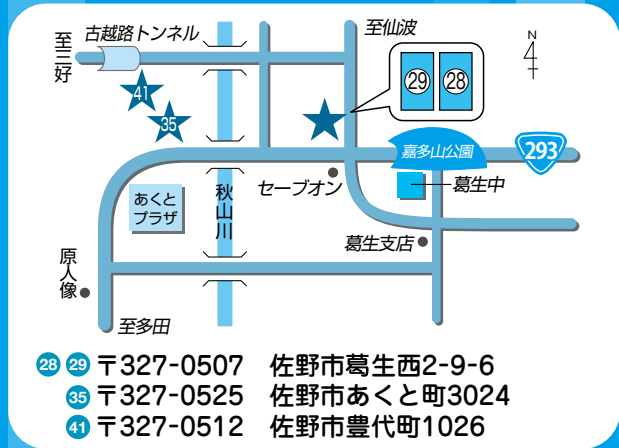 至仙波
古越路トンネル
至三好
N
29 28
41
35
嘉多山公園
293
セーブオン
葛生中
あくと
プラザ
秋山川
葛生支店
原人像
至多田
28 29 〒327-0507 佐野市葛生西2-9-6
35 〒327-0525 佐野市あくと町3024
41 〒327-0512 佐野市豊代町1026